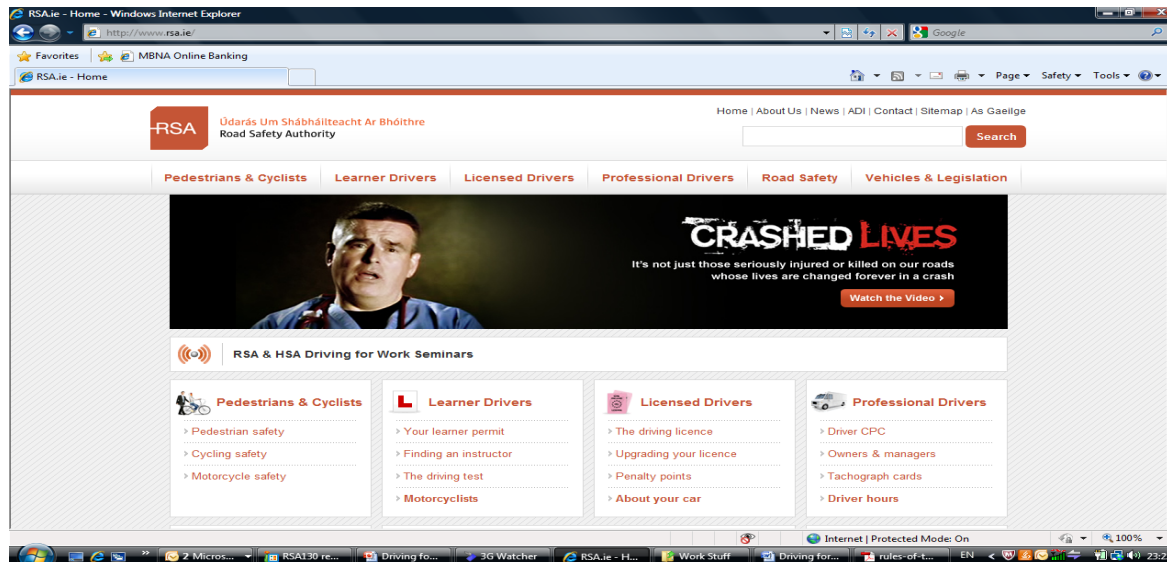 RSA.ie - Home - Windows Internet Explorer
http://www.rsa.ie/
Google
Favorites
MBNA Online Banking
RSA.ie - Home
Page
Safety
Tools
Home | About Us | News | ADI | Contact | Sitemap | As Gaeilge
RSA
Údarás Um Shábháilteacht Ar Bhóithre
Road Safety Authority
Search
Pedestrians & Cyclists
Learner Drivers
Licensed Drivers
Professional Drivers
Road Safety
Vehicles & Legislation
CRASHED LIVES
It's not just those seriously injured or killed on our roads
whose lives are changed forever in a crash
Watch the Video >
RSA & HSA Driving for Work Seminars
Pedestrians & Cyclists
> Pedestrian safety
> Cycling safety
> Motorcycle safety
L
Learner Drivers
> Your learner permit
> Finding an instructor
> The driving test
> Motorcyclists
Licensed Drivers
> The driving licence
> Upgrading your licence
> Penalty points
> About your car
Professional Drivers
> Driver CPC
> Owners & managers
> Tachograph cards
> Driver hours
Internet | Protected Mode: On
100%
2 Micros...
RSA130 re...
Driving fo...
3G Watcher
RSA.ie - H...
Work Stuff
Driving for...
rules-of-t...
EN
23:2